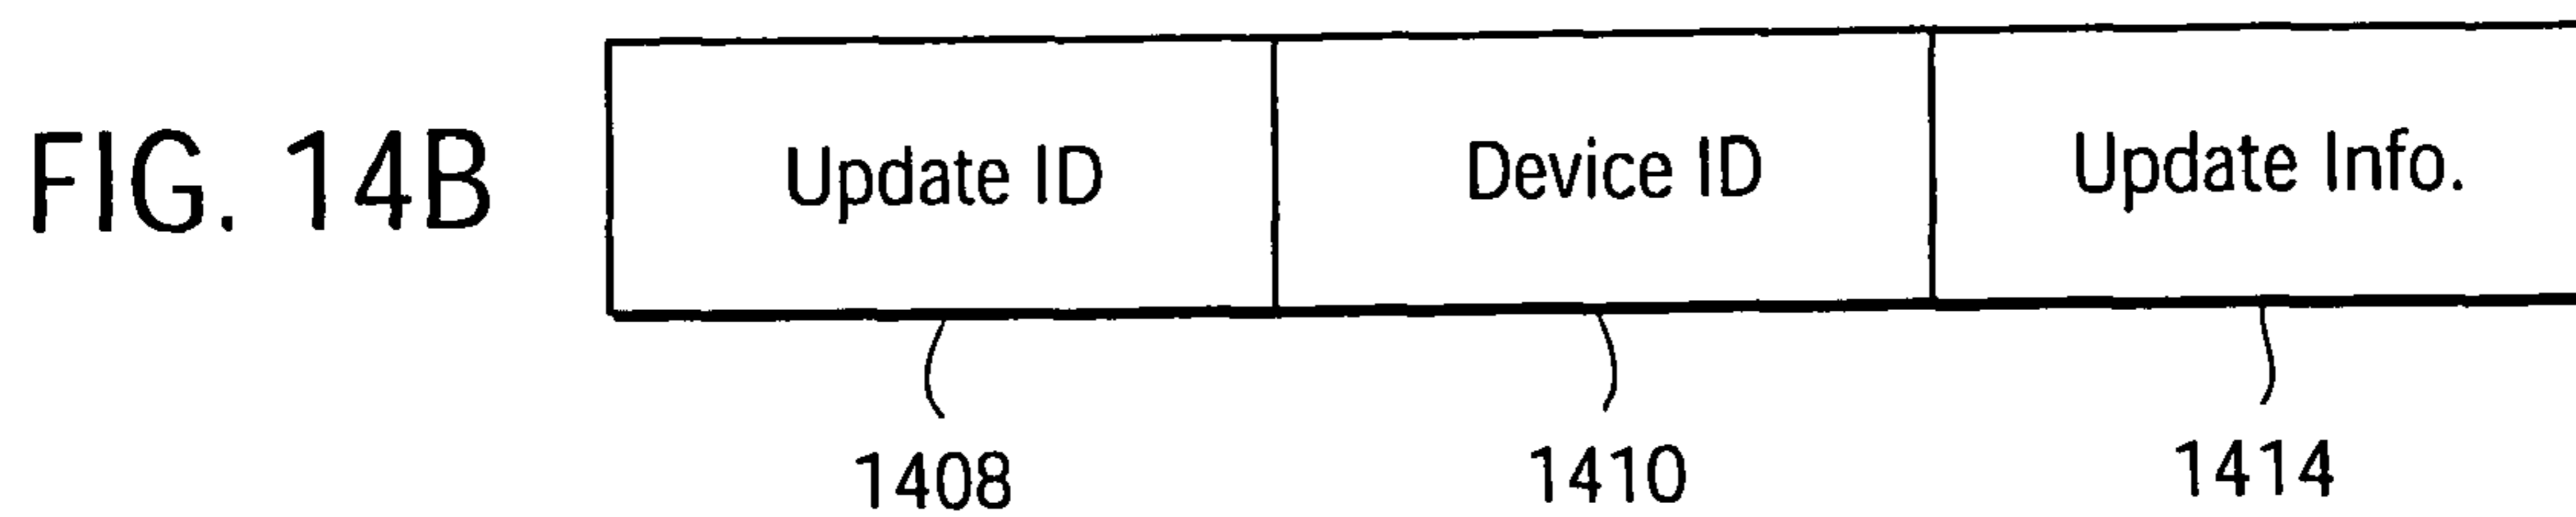 FIG. 14B
Update ID
Device ID
Update Info.
1408
1410
1414